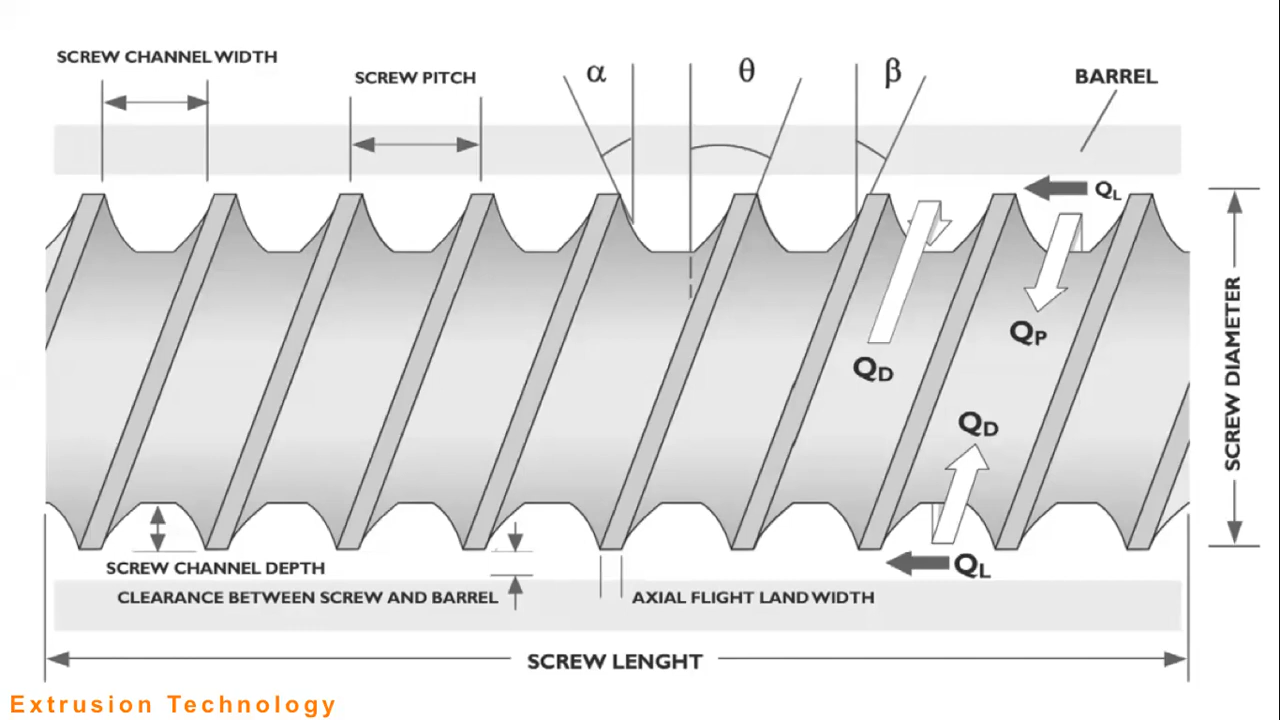 SCREW CHANNEL WIDTH
SCREW PITCH
α
θ
β
BARREL
QL
QP
QD
QD
QL
SCREW DIAMETER
SCREW CHANNEL DEPTH
CLEARANCE BETWEEN SCREW AND BARREL
AXIAL FLIGHT LAND WIDTH
SCREW LENGHT
Extrusion Technology